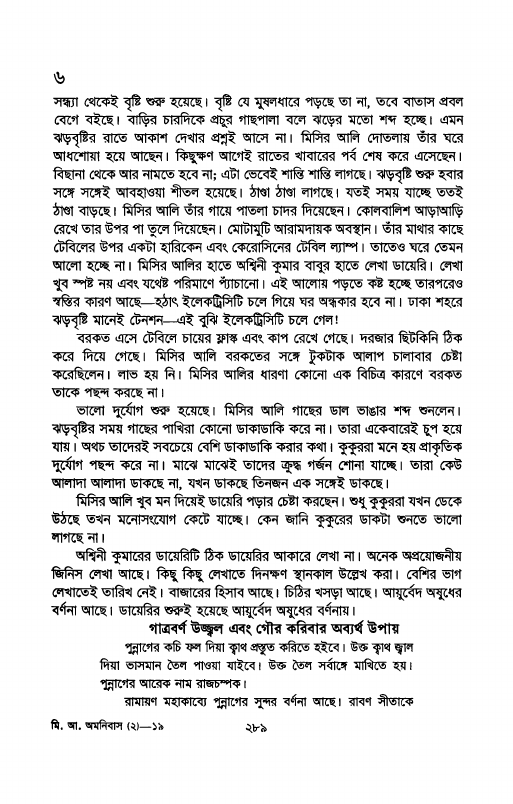 ৬
সন্ধ্যা থেকেই বৃষ্টি শুরু হয়েছে। বৃষ্টি যে মুষলধারে পড়ছে তা না, তবে বাতাস প্রবল
বেগে বইছে। বাড়ির চারদিকে প্রচুর গাছপালা বলে ঝড়ের মতো শব্দ হচ্ছে। এমন
ঝড়বৃষ্টির রাতে আকাশ দেখার প্রশ্নই আসে না। মিসির আলি দোতলায় তাঁর ঘরে
আধশোয়া হয়ে আছেন। কিছুক্ষণ আগেই রাতের খাবারের পর্ব শেষ করে এসেছেন।
বিছানা থেকে আর নামতে হবে না; এটা ভেবেই শান্তি শান্তি লাগছে। ঝড়বৃষ্টি শুরু হবার
সঙ্গে সঙ্গেই আবহাওয়া শীতল হয়েছে। ঠাণ্ডা ঠাণ্ডা লাগছে। যতই সময় যাচ্ছে ততই
ঠাণ্ডা বাড়ছে। মিসির আলি তাঁর গায়ে পাতলা চাদর দিয়েছেন। কোলবালিশ আড়াআড়ি
রেখে তার উপর পা তুলে দিয়েছেন। মোটামুটি আরামদায়ক অবস্থান। তাঁর মাথার কাছে
টেবিলের উপর একটা হারিকেন এবং কেরোসিনের টেবিল ল্যাম্প। তাতেও ঘরে তেমন
আলো হচ্ছে না। মিসির আলির হাতে অশ্বিনী কুমার বাবুর হাতে লেখা ডায়েরি। লেখা
খুব স্পষ্ট নয় এবং যথেষ্ট পরিমাণে প্যাঁচানো। এই আলোয় পড়তে কষ্ট হচ্ছে তারপরেও
স্বস্তির কারণ আছে—হঠাৎ ইলেকট্রিসিটি চলে গিয়ে ঘর অন্ধকার হবে না। ঢাকা শহরে
ঝড়বৃষ্টি মানেই টেনশন—এই বুঝি ইলেকট্রিসিটি চলে গেল!
বরকত এসে টেবিলে চায়ের ফ্লাস্ক এবং কাপ রেখে গেছে। দরজার ছিটকিনি ঠিক
করে দিয়ে গেছে। মিসির আলি বরকতের সঙ্গে টুকটাক আলাপ চালাবার চেষ্টা
করেছিলেন। লাভ হয় নি। মিসির আলির ধারণা কোনো এক বিচিত্র কারণে বরকত
তাকে পছন্দ করছে না।
ভালো দুর্যোগ শুরু হয়েছে। মিসির আলি গাছের ডাল ভাঙার শব্দ শুনলেন।
ঝড়বৃষ্টির সময় গাছের পাখিরা কোনো ডাকাডাকি করে না। তারা একেবারেই চুপ হয়ে
যায়। অথচ তাদেরই সবচেয়ে বেশি ডাকাডাকি করার কথা। কুকুররা মনে হয় প্রাকৃতিক
দুর্যোগ পছন্দ করে না। মাঝে মাঝেই তাদের ক্রুদ্ধ গর্জন শোনা যাচ্ছে। তারা কেউ
আলাদা আলাদা ডাকছে না, যখন ডাকছে তিনজন এক সঙ্গেই ডাকছে।
মিসির আলি খুব মন দিয়েই ডায়েরি পড়ার চেষ্টা করছেন। শুধু কুকুররা যখন ডেকে
উঠছে তখন মনোসংযোগ কেটে যাচ্ছে। কেন জানি কুকুরের ডাকটা শুনতে ভালো
লাগছে না।
অশ্বিনী কুমারের ডায়েরিটি ঠিক ডায়েরির আকারে লেখা না। অনেক অপ্রয়োজনীয়
জিনিস লেখা আছে। কিছু কিছু লেখাতে দিনক্ষণ স্থানকাল উল্লেখ করা। বেশির ভাগ
লেখাতেই তারিখ নেই। বাজারের হিসাব আছে। চিঠির খসড়া আছে। আয়ুর্বেদ অষুধের
বর্ণনা আছে। ডায়েরির শুরুই হয়েছে আয়ুর্বেদ অষুধের বর্ণনায়।
গাত্রবর্ণ উজ্জ্বল এবং গৌর করিবার অব্যর্থ উপায়
পুন্নাগের কচি ফল দিয়া ক্বাথ প্রস্তুত করিতে হইবে। উক্ত ক্বাথ জ্বাল
দিয়া ভাসমান তৈল পাওয়া যাইবে। উক্ত তৈল সর্বাঙ্গে মাখিতে হয়।
পুন্নাগের আরেক নাম রাজচম্পক।
রামায়ণ মহাকাব্যে পুন্নাগের সুন্দর বর্ণনা আছে। রাবণ সীতাকে
মি. আ. অমনিবাস (২)—১৯
২৮৯